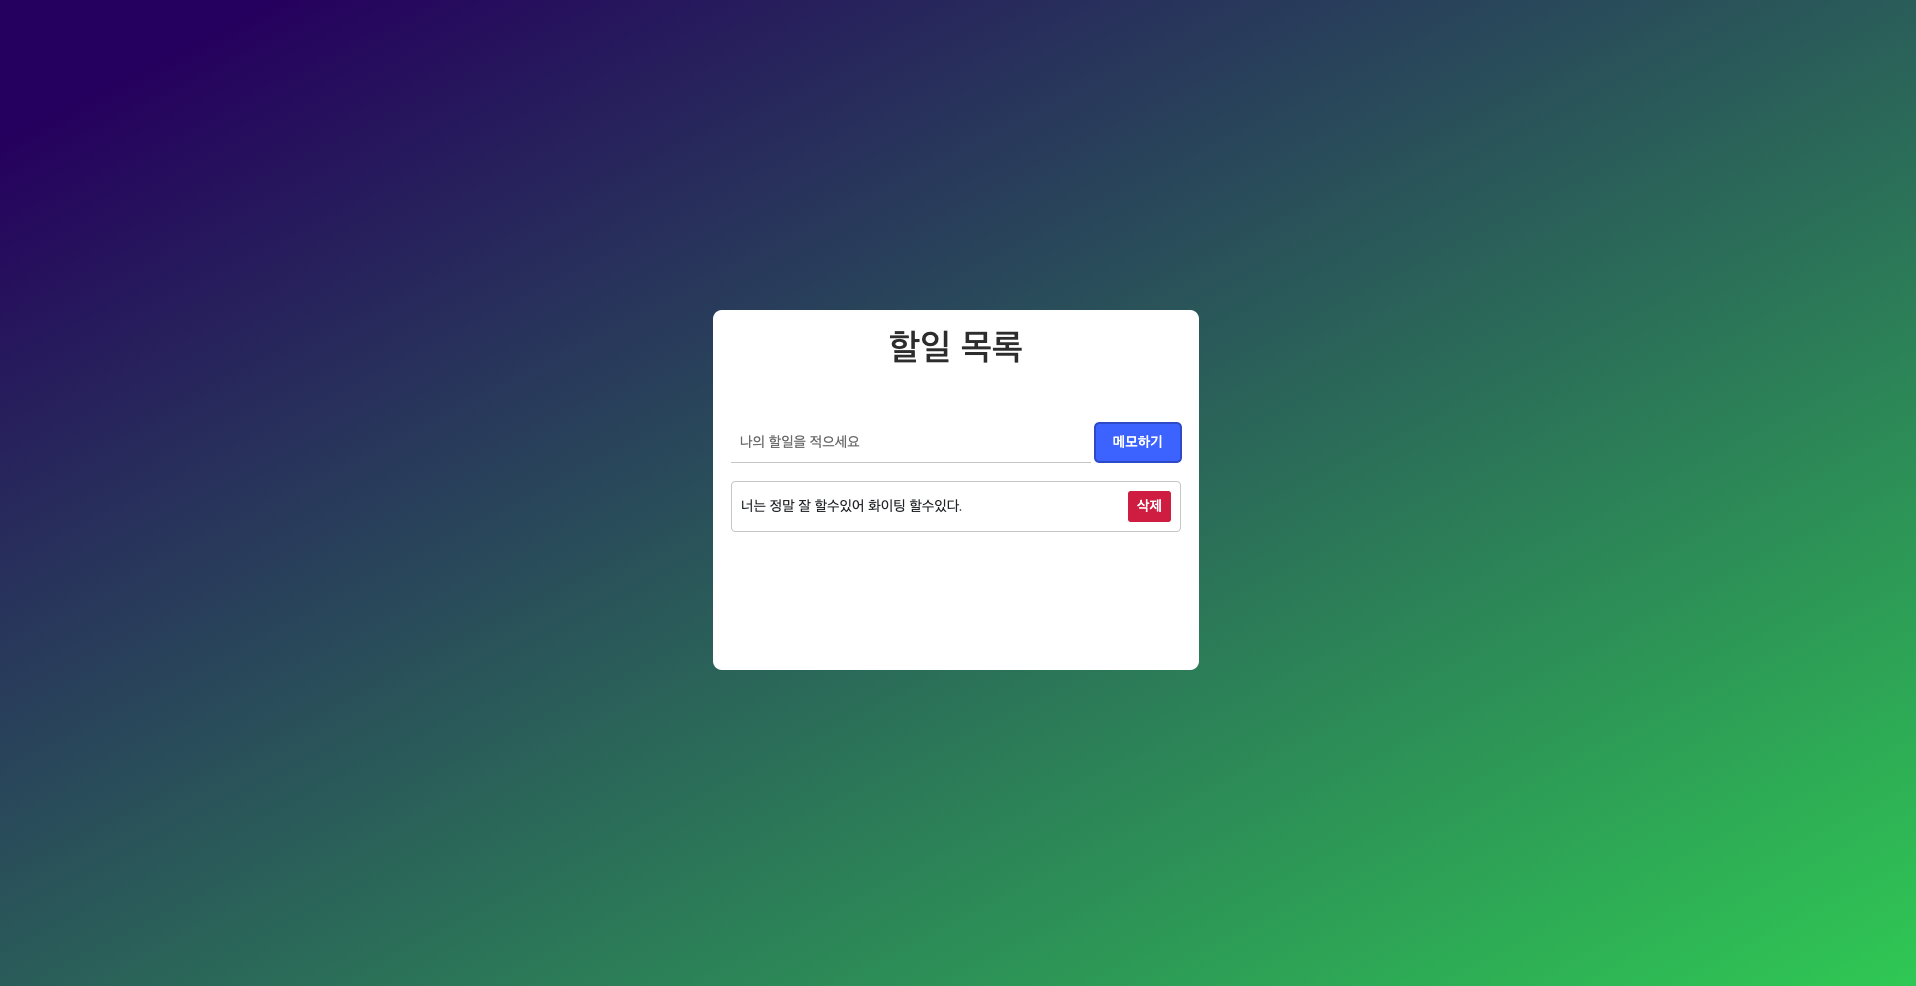 할일 목록
나의 할일을 적으세요
메모하기
너는 정말 잘 할수있어 화이팅 할수있다.
삭제